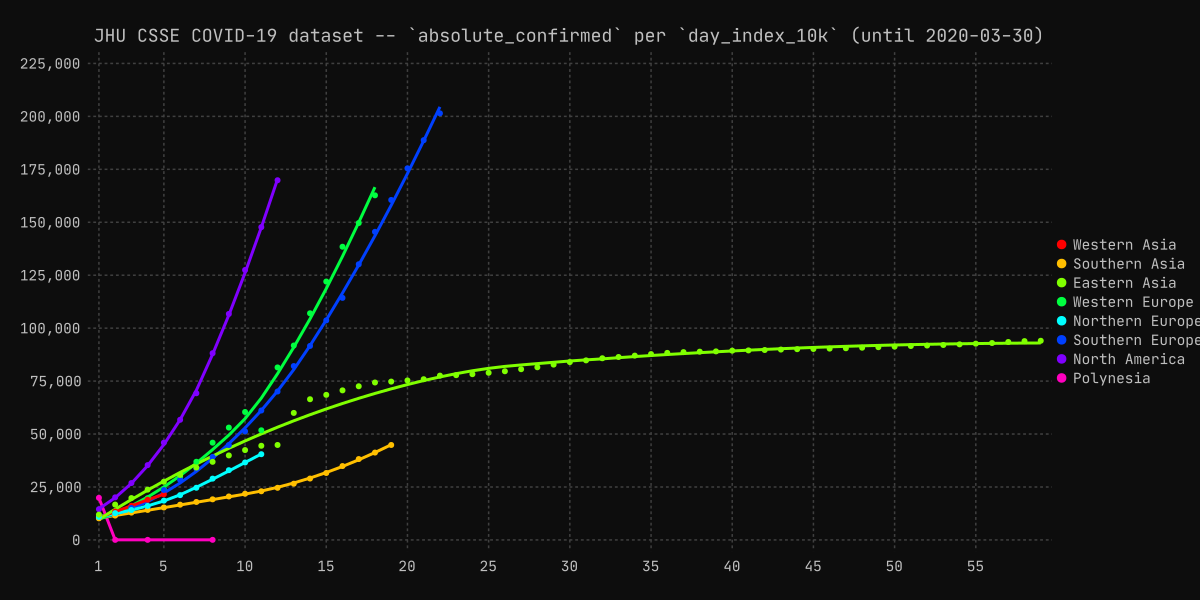 JHU CSSE COVID-19 dataset -- `absolute_confirmed` per `day_index_10k` (until 2020-03-30)
225,000
200,000
175,000
150,000
125,000
100,000
75,000
50,000
25,000
0
1 5 10 15 20 25 30 35 40 45 50 55
Western Asia
Southern Asia
Eastern Asia
Western Europe
Northern Europe
Southern Europe
North America
Polynesia